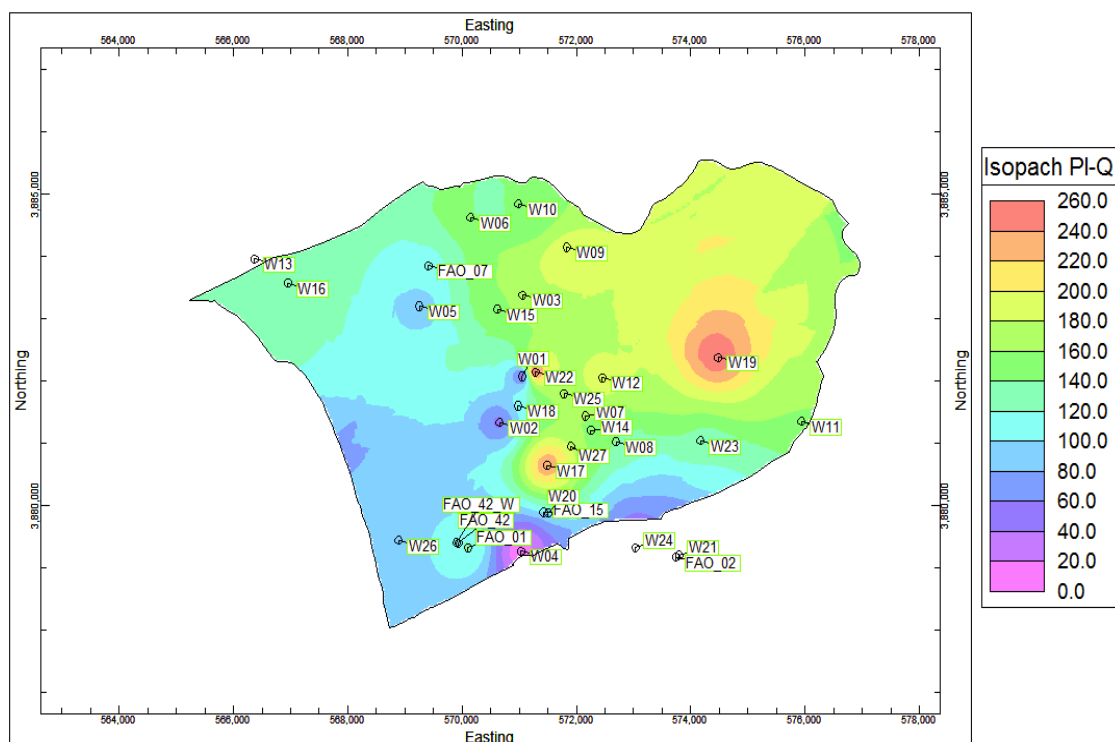 Easting
564,000 566,000 568,000 570,000 572,000 574,000 576,000 578,000
Northing
3,885,000
3,880,000
3,885,000
3,880,000
Northing
W10
W06
W09
W13
FAO_07
W16
W03
W05
W15
W01
W22
W12
W19
W25
W18
W07
W02
W14
W11
W08
W23
W27
W17
FAO_42_W
W20
FAO_42
FAO_15
FAO_01
W26
W04
W24
W21
FAO_02
564,000 566,000 568,000 570,000 572,000 574,000 576,000 578,000
Easting
Isopach Pl-Q
260.0
240.0
220.0
200.0
180.0
160.0
140.0
120.0
100.0
80.0
60.0
40.0
20.0
0.0